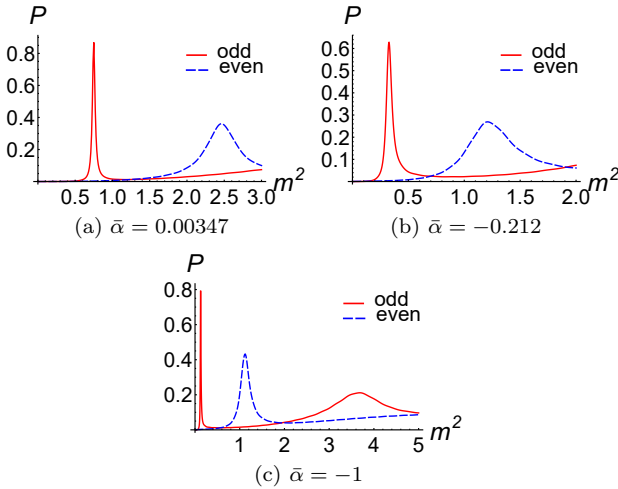 P
0.8
0.6
0.4
0.2
0.5 1.0 1.5 2.0 2.5 3.0
m²
odd
even
(a) ᾱ = 0.00347
P
0.6
0.5
0.4
0.3
0.2
0.1
0.5 1.0 1.5 2.0
m²
odd
even
(b) ᾱ = −0.212
P
0.8
0.6
0.4
0.2
1 2 3 4 5
m²
odd
even
(c) ᾱ = −1